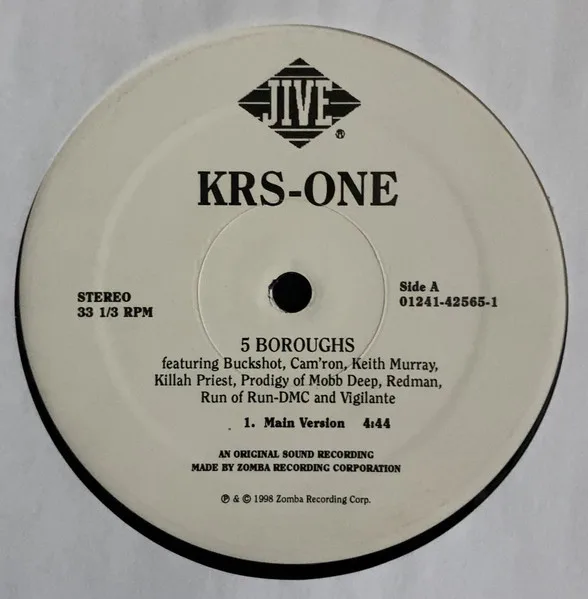 JIVE®
KRS-ONE
STEREO
33 1/3 RPM
Side A
01241-42565-1
5 BOROUGHS
featuring Buckshot, Cam'ron, Keith Murray,
Killah Priest, Prodigy of Mobb Deep, Redman,
Run of Run-DMC and Vigilante
1. Main Version 4:44
AN ORIGINAL SOUND RECORDING
MADE BY ZOMBA RECORDING CORPORATION
℗ & © 1998 Zomba Recording Corp.